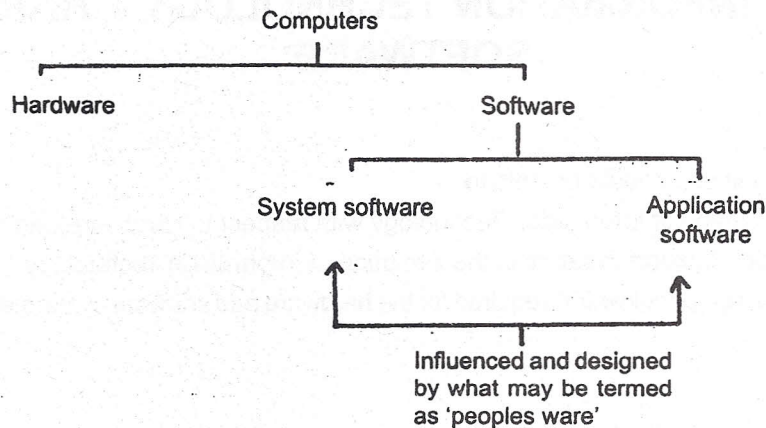 Computers
Hardware
Software
System software
Application
software
Influenced and designed
by what may be termed
as 'peoples ware'